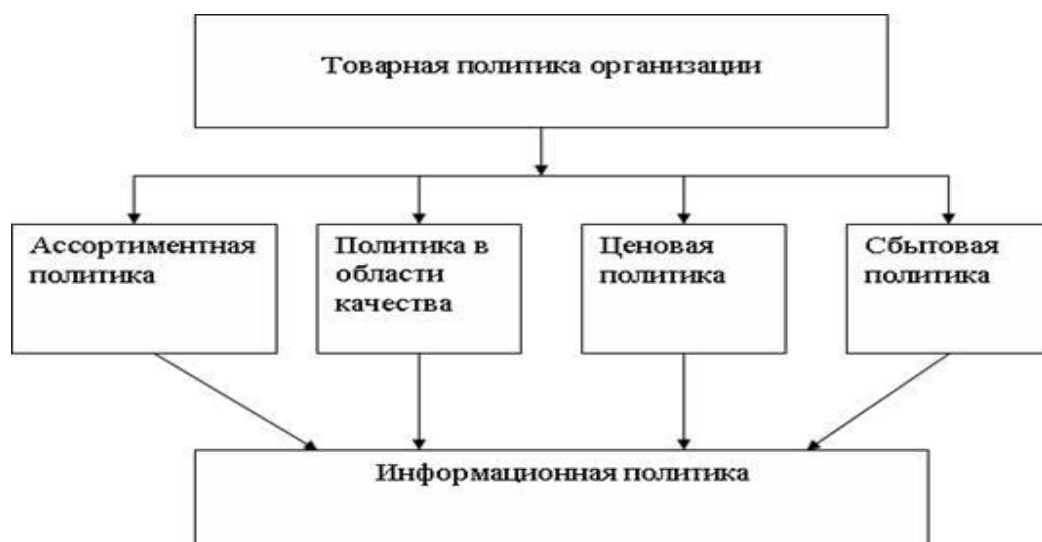 Товарная политика организации
Ассортиментная
политика
Политика в
области
качества
Ценовая
политика
Сбытовая
политика
Информационная политика